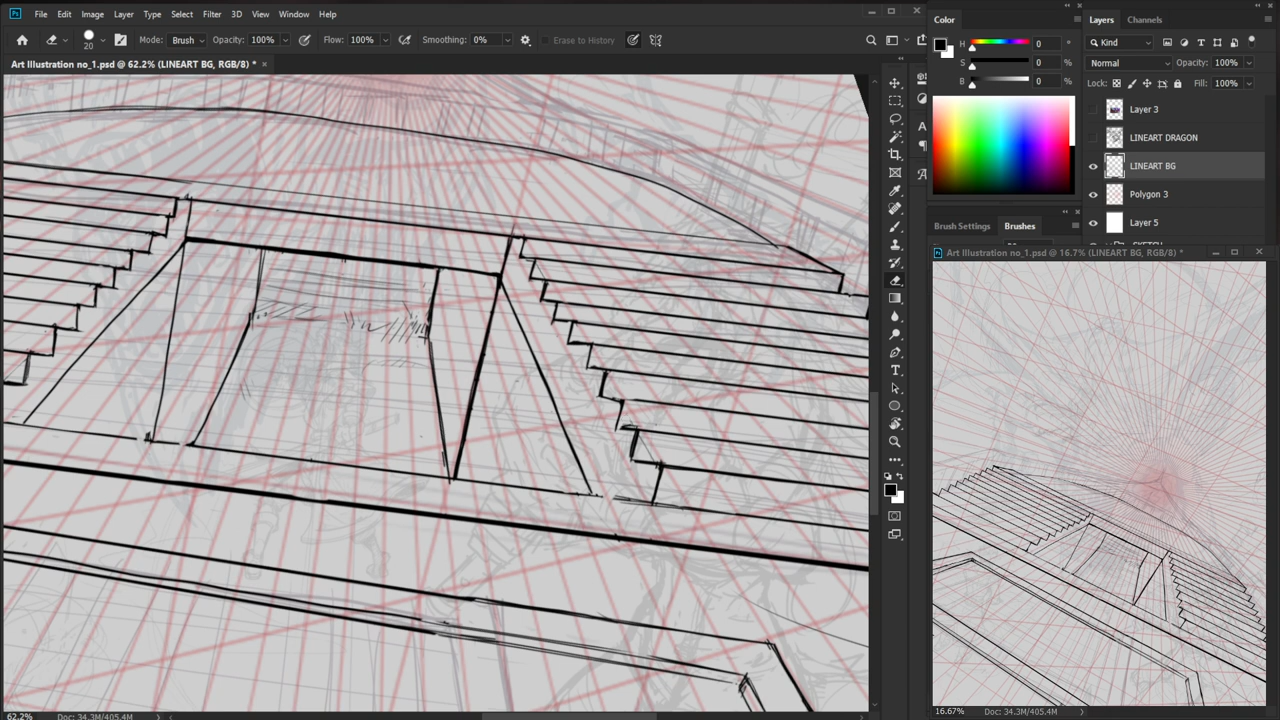 Ps File Edit Image Layer Type Select Filter 3D View Window Help
20 Mode: Brush Opacity: 100% Flow: 100% Smoothing: 0% Erase to History
Art Illustration no_1.psd @ 62.2% (LINEART BG, RGB/8) * ×
Color
H 0 °
S 0 %
B 0 %
Brush Settings Brushes
Layers Channels
Kind
Normal Opacity: 100%
Lock: Fill: 100%
Layer 3
LINEART DRAGON
LINEART BG
Polygon 3
Layer 5
SKETCH
Ps Art Illustration no_1.psd @ 16.7% (LINEART BG, RGB/8) *
62.2% Doc: 34.3M/405.4M
16.67% Doc: 34.3M/405.4M